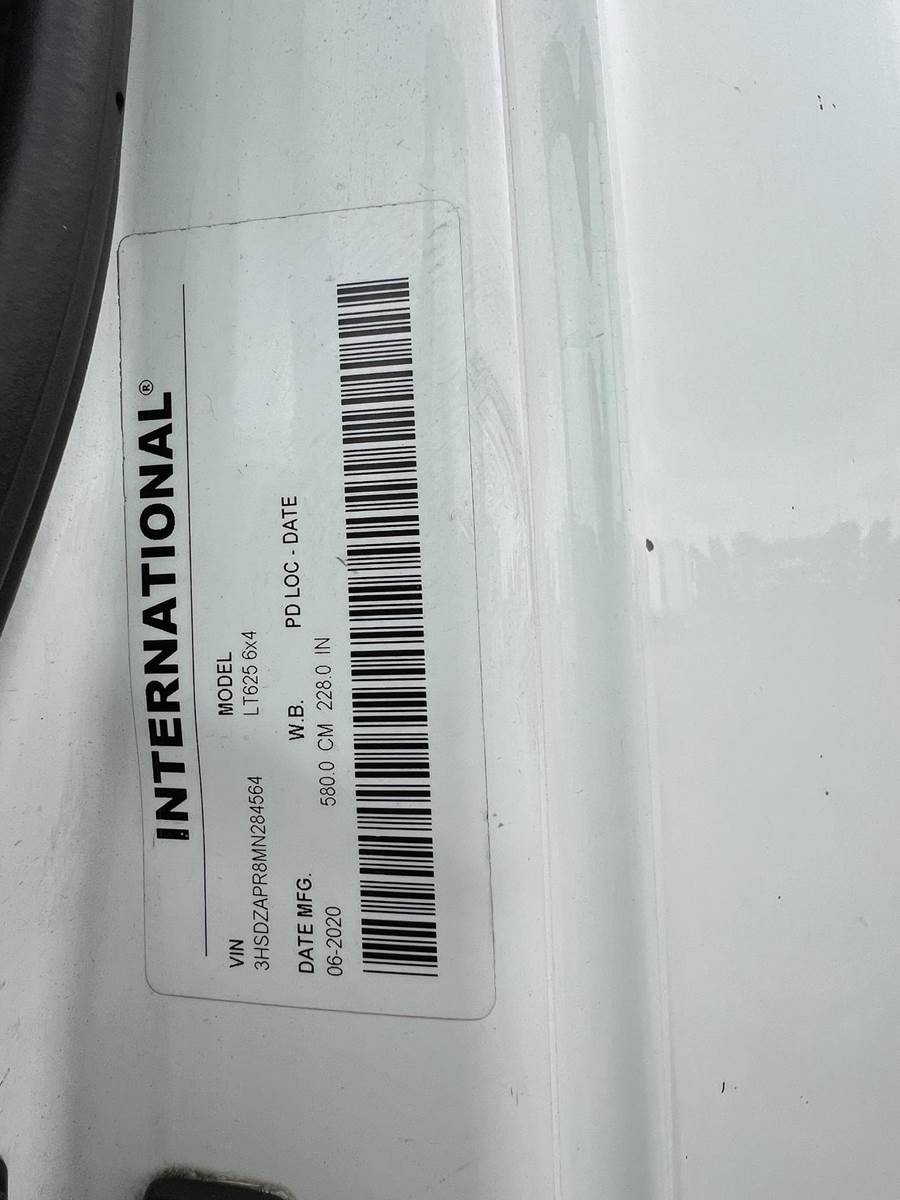 INTERNATIONAL®
VIN MODEL
3HSDZAPR8MN284564 LT625 6x4
DATE MFG. W.B. PD LOC - DATE
06-2020 580.0 CM 228.0 IN